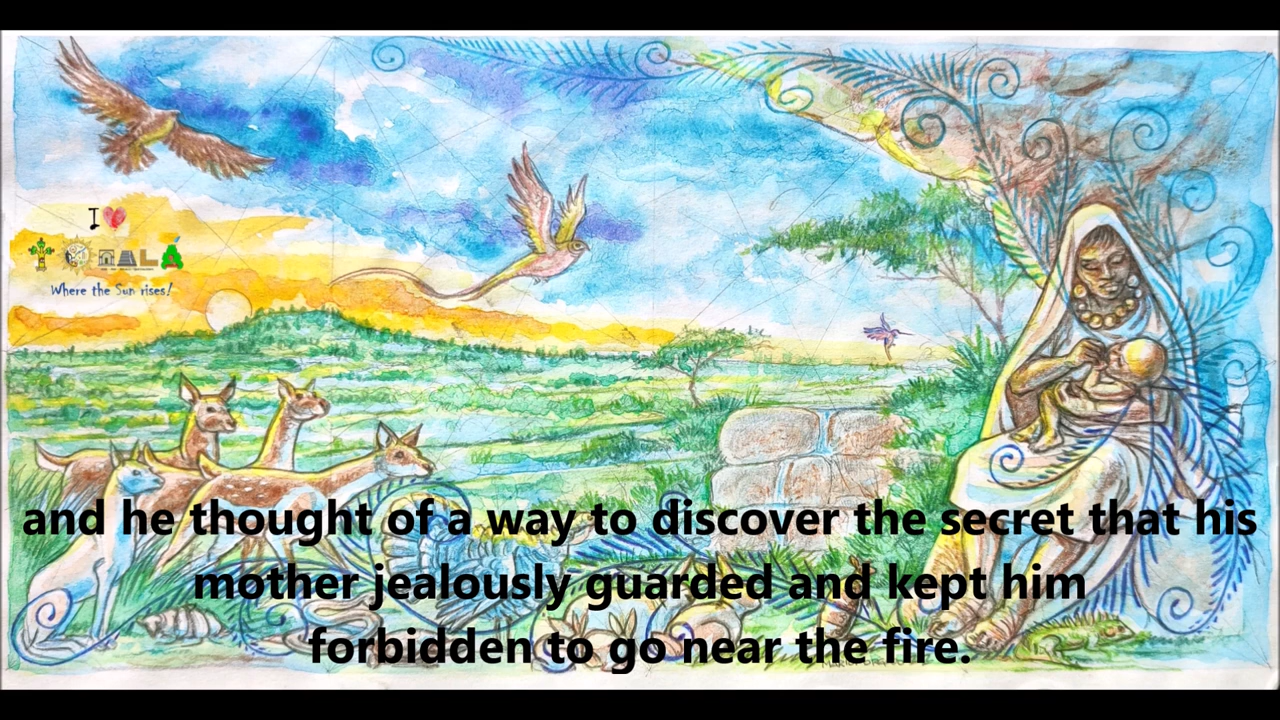 I
TONALÁ
Where the Sun rises!
and he thought of a way to discover the secret that his
mother jealously guarded and kept him
forbidden to go near the fire.